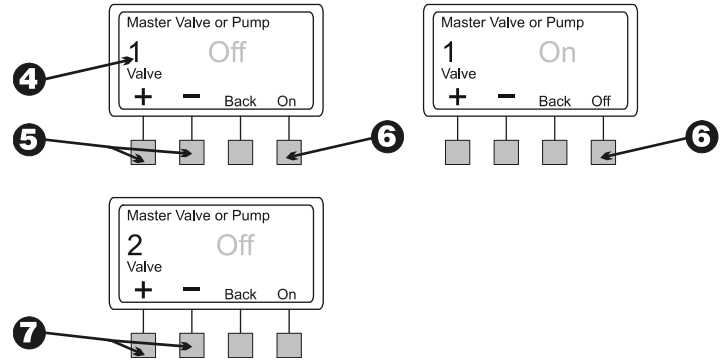 Master Valve or Pump
1 Off
Valve
+ − Back On
4
5
6
Master Valve or Pump
1 On
Valve
+ − Back Off
6
Master Valve or Pump
2 Off
Valve
+ − Back On
7